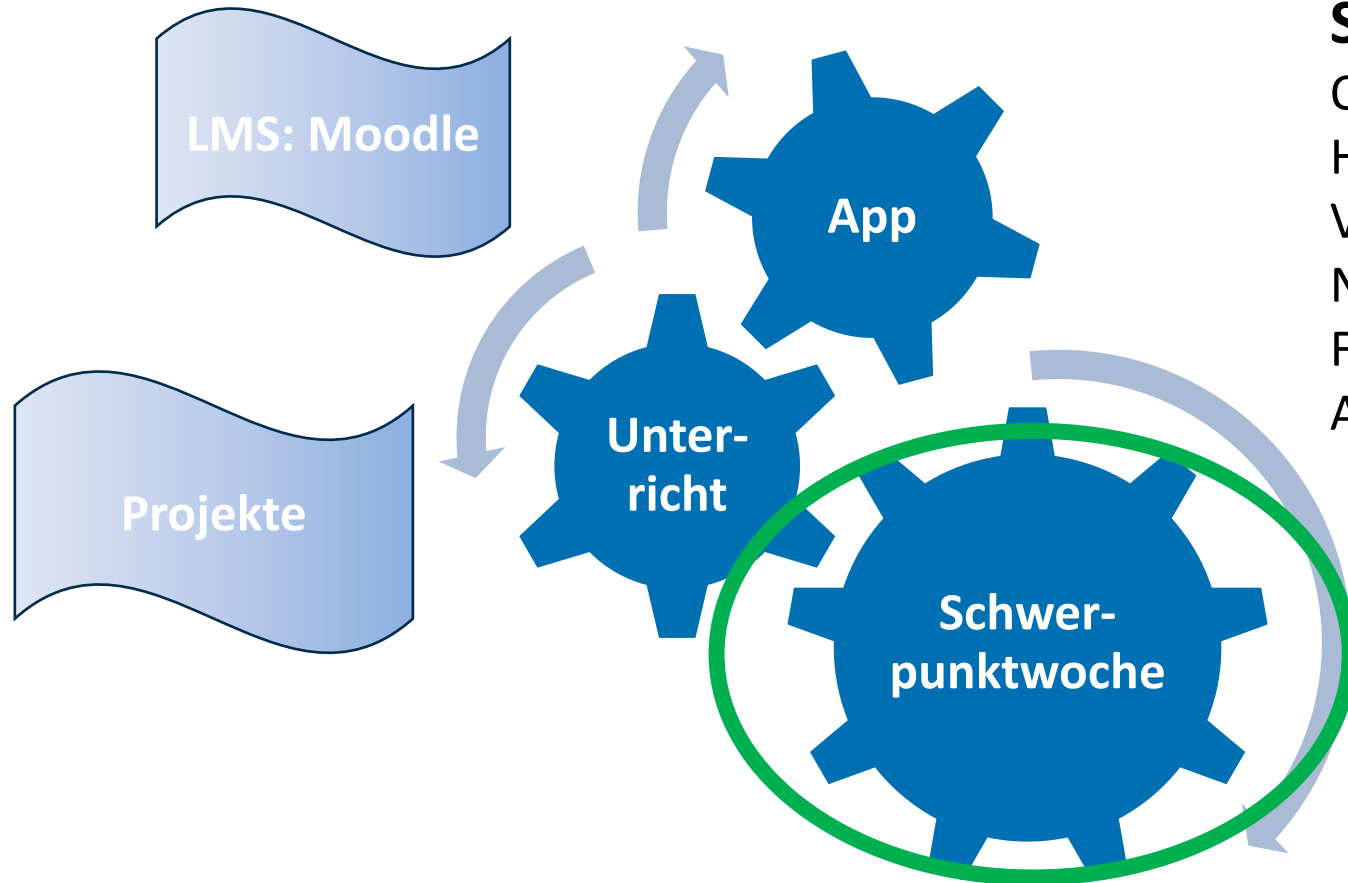 LMS: Moodle
App
Unter-
richt
Projekte
Schwer-
punktwoche